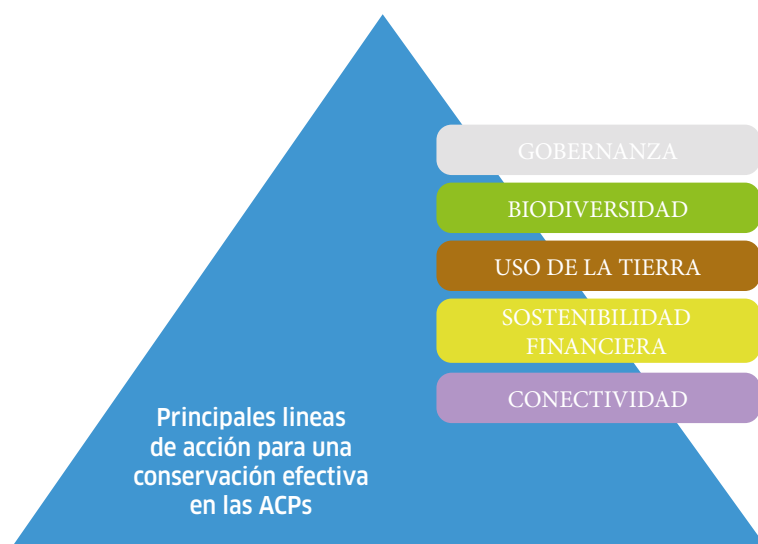 GOBERNANZA
BIODIVERSIDAD
USO DE LA TIERRA
SOSTENIBILIDAD
FINANCIERA
CONECTIVIDAD
Principales lineas
de acción para una
conservación efectiva
en las ACPs